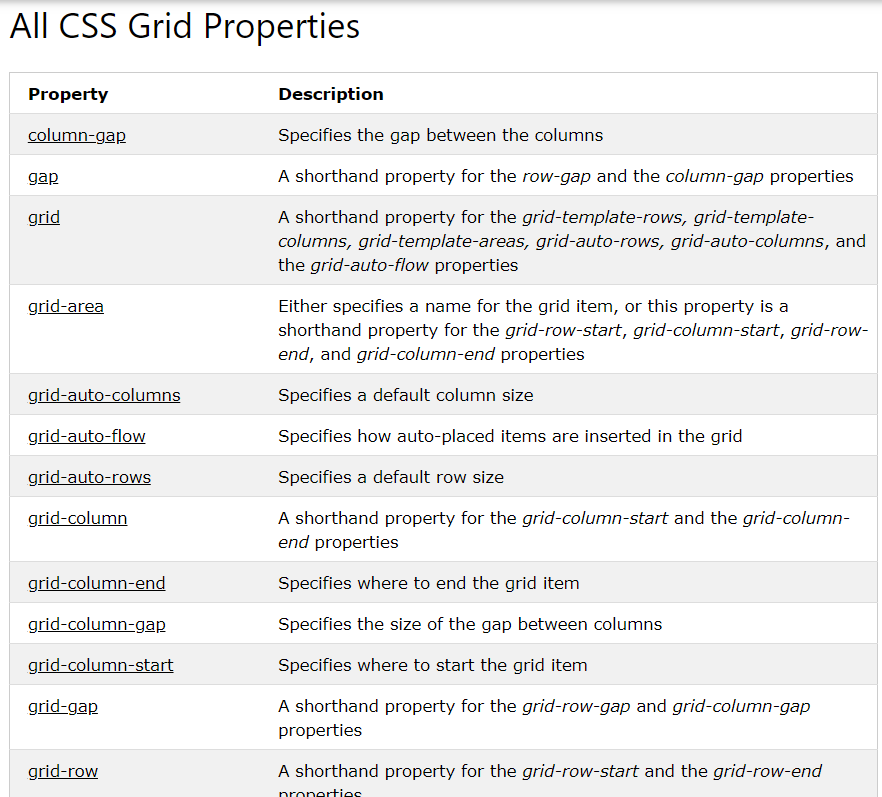 All CSS Grid Properties
Property Description
column-gap Specifies the gap between the columns
gap A shorthand property for the row-gap and the column-gap properties
grid A shorthand property for the grid-template-rows, grid-template-
columns, grid-template-areas, grid-auto-rows, grid-auto-columns, and
the grid-auto-flow properties
grid-area Either specifies a name for the grid item, or this property is a
shorthand property for the grid-row-start, grid-column-start, grid-row-
end, and grid-column-end properties
grid-auto-columns Specifies a default column size
grid-auto-flow Specifies how auto-placed items are inserted in the grid
grid-auto-rows Specifies a default row size
grid-column A shorthand property for the grid-column-start and the grid-column-
end properties
grid-column-end Specifies where to end the grid item
grid-column-gap Specifies the size of the gap between columns
grid-column-start Specifies where to start the grid item
grid-gap A shorthand property for the grid-row-gap and grid-column-gap
properties
grid-row A shorthand property for the grid-row-start and the grid-row-end
properties